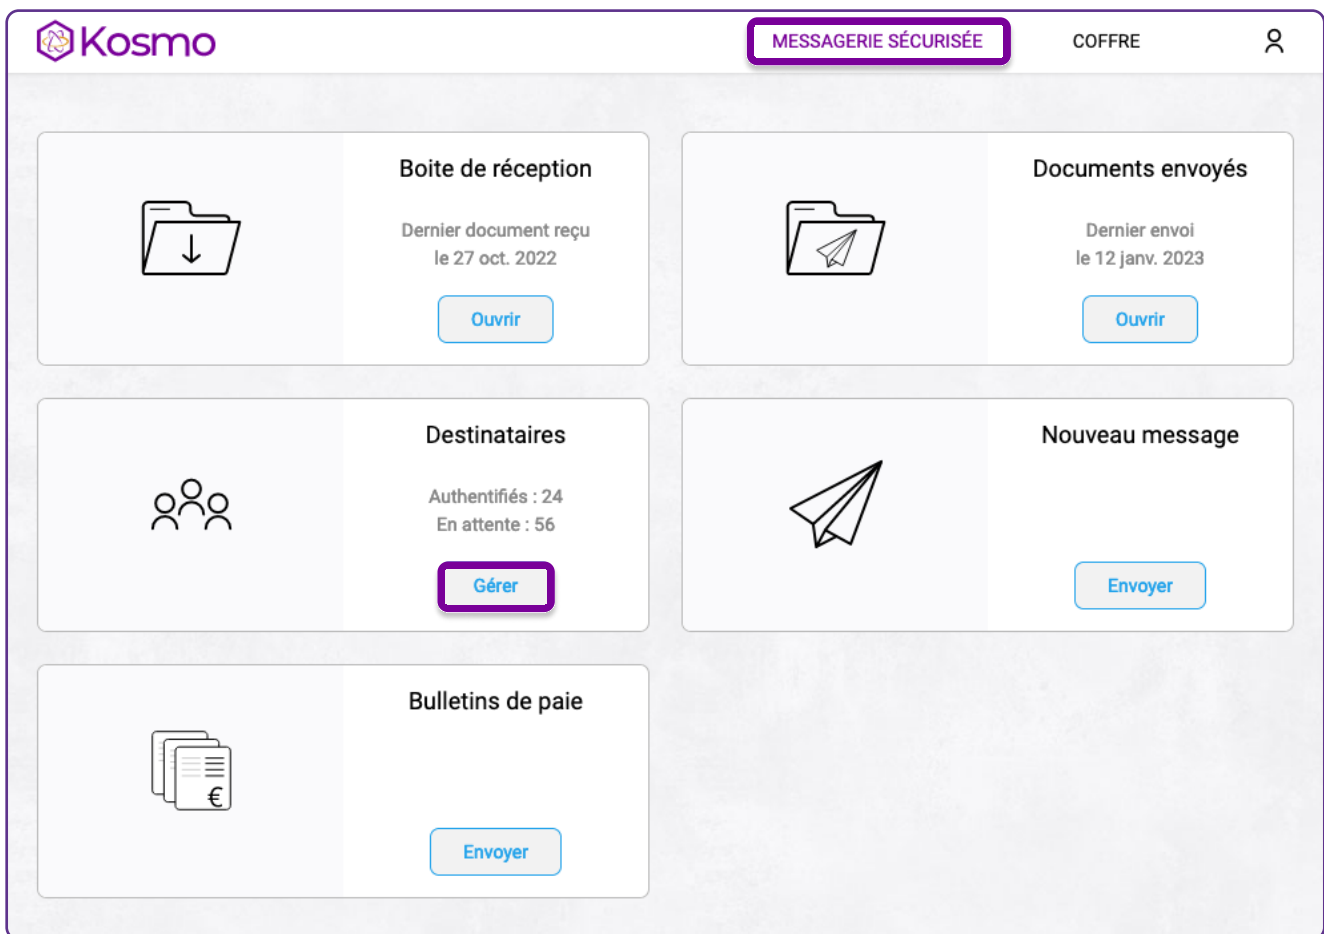 Kosmo
MESSAGERIE SÉCURISÉE
COFFRE
Boite de réception
Dernier document reçu
le 27 oct. 2022
Ouvrir
Documents envoyés
Dernier envoi
le 12 janv. 2023
Ouvrir
Destinataires
Authentifiés : 24
En attente : 56
Gérer
Nouveau message
Envoyer
Bulletins de paie
€
Envoyer